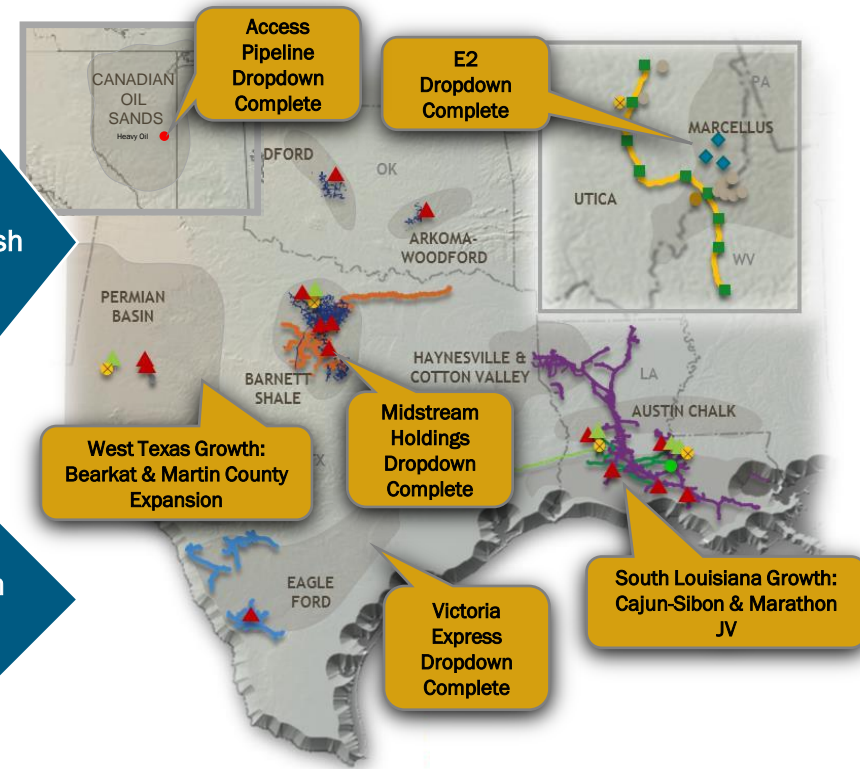 Access
Pipeline
Dropdown
Complete
E2
Dropdown
Complete
CANADIAN
OIL
SANDS
Heavy Oil
PA
MARCELLUS
UTICA
WV
DFORD
OK
ARKOMA-
WOODFORD
sh
PERMIAN
BASIN
BARNETT
SHALE
HAYNESVILLE &
COTTON VALLEY
LA
AUSTIN CHALK
Midstream
Holdings
Dropdown
Complete
West Texas Growth:
Bearkat & Martin County
Expansion
X
EAGLE
FORD
Victoria
Express
Dropdown
Complete
South Louisiana Growth:
Cajun-Sibon & Marathon
JV